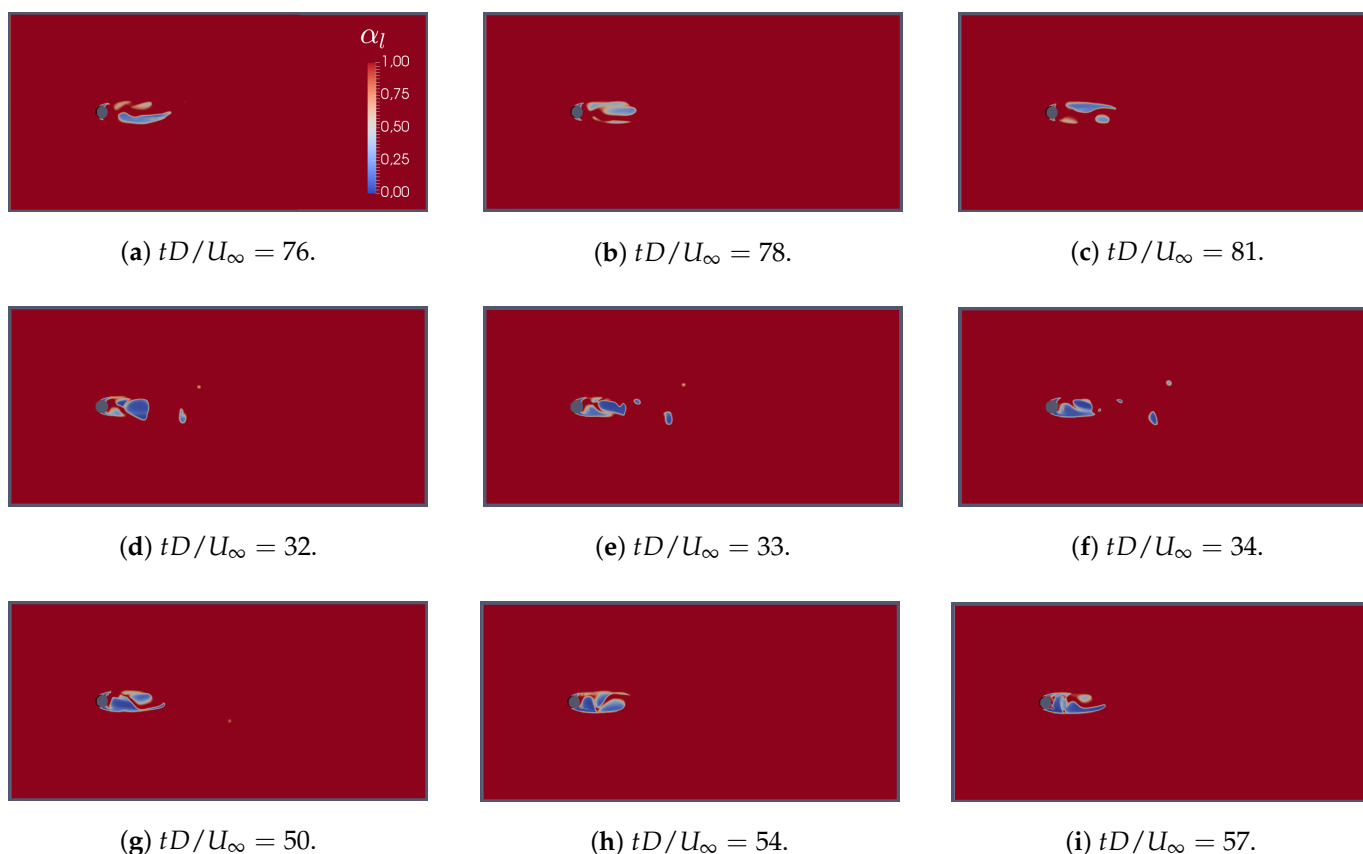 α_l
1,00
0,75
0,50
0,25
0,00
(a) tD/U∞ = 76.
(b) tD/U∞ = 78.
(c) tD/U∞ = 81.
(d) tD/U∞ = 32.
(e) tD/U∞ = 33.
(f) tD/U∞ = 34.
(g) tD/U∞ = 50.
(h) tD/U∞ = 54.
(i) tD/U∞ = 57.